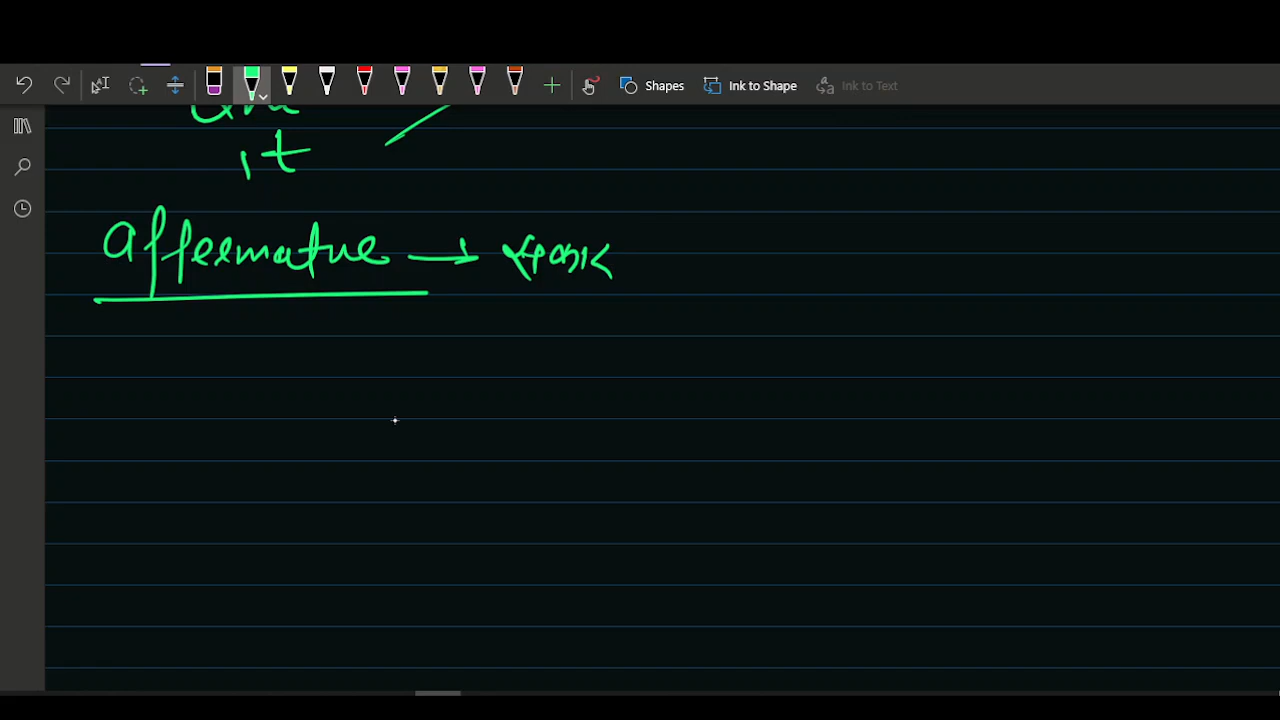 Shapes Ink to Shape Ink to Text
it
affermatue →